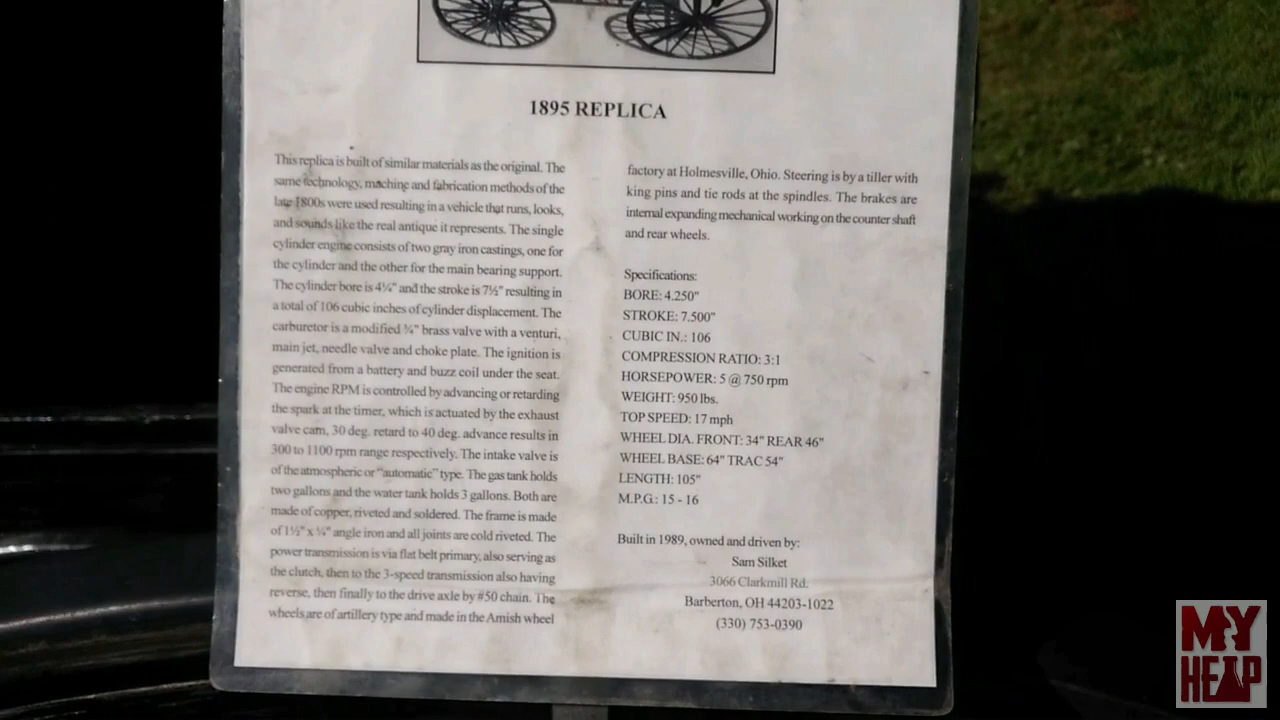 1895 REPLICA
This replica is built of similar materials as the original. The
same technology, machine and fabrication methods of the
late 1800s were used resulting in a vehicle that runs, looks,
and sounds like the real antique it represents. The single
cylinder engine consists of two gray iron castings, one for
the cylinder and the other for the main bearing support.
The cylinder bore is 4¼" and the stroke is 7½" resulting in
a total of 106 cubic inches of cylinder displacement. The
carburetor is a modified ¾" brass valve with a venturi,
main jet, needle valve and choke plate. The ignition is
generated from a battery and buzz coil under the seat.
The engine RPM is controlled by advancing or retarding
the spark at the timer, which is actuated by the exhaust
valve cam, 30 deg. retard to 40 deg. advance results in
300 to 1100 rpm range respectively. The intake valve is
of the atmospheric or "automatic" type. The gas tank holds
two gallons and the water tank holds 3 gallons. Both are
made of copper, riveted and soldered. The frame is made
of 1½" x angle iron and all joints are cold riveted. The
power transmission is via flat belt primary, also serving as
the clutch, then to the 3-speed transmission also having
reverse, then finally to the drive axle by #50 chain. The
wheels are of artillery type and made in the Amish wheel
factory at Holmesville, Ohio. Steering is by a tiller with
king pins and tie rods at the spindles. The brakes are
internal expanding mechanical working on the counter shaft
and rear wheels.
Specifications:
BORE: 4.250"
STROKE: 7.500"
CUBIC IN.: 106
COMPRESSION RATIO: 3:1
HORSEPOWER: 5 @ 750 rpm
WEIGHT: 950 lbs.
TOP SPEED: 17 mph
WHEEL DIA. FRONT: 34" REAR 46"
WHEEL BASE: 64" TRAC 54"
LENGTH: 105"
M.P.G.: 15 - 16
Built in 1989, owned and driven by:
Sam Silket
3066 Clarkmill Rd.
Barberton, OH 44203-1022
(330) 753-0390
MY
HEAP